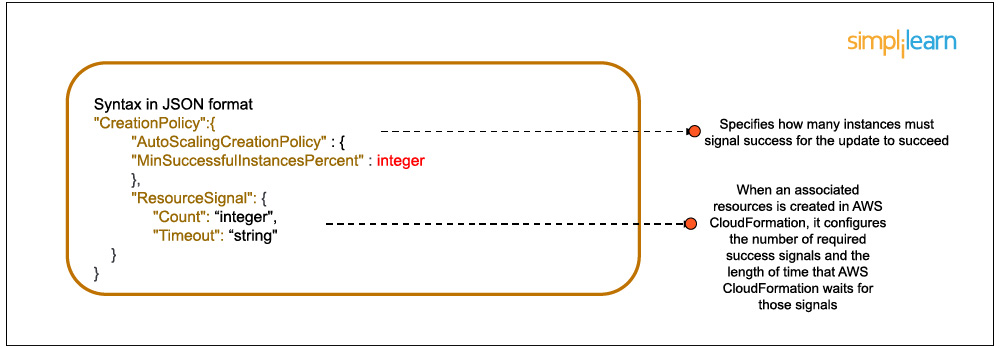 simplilearn
Syntax in JSON format
"CreationPolicy":{
"AutoScalingCreationPolicy" : {
"MinSuccessfulInstancesPercent" : integer
},
"ResourceSignal": {
"Count": “integer",
"Timeout": “string"
}
}
Specifies how many instances must
signal success for the update to succeed
When an associated
resources is created in AWS
CloudFormation, it configures
the number of required
success signals and the
length of time that AWS
CloudFormation waits for
those signals